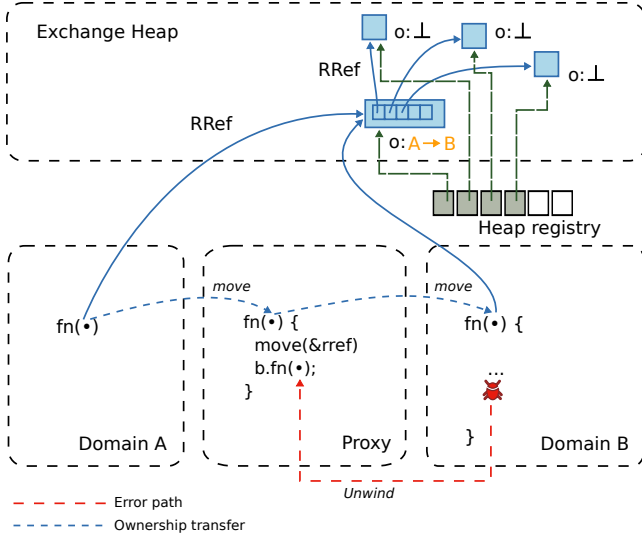 Exchange Heap
o:⊥
o:⊥
o:⊥
RRef
RRef
o:A→B
Heap registry
move
move
fn(•)
fn(•) {
move(&rref)
b.fn(•);
}
fn(•) {
...
}
Domain A
Proxy
Domain B
Unwind
Error path
Ownership transfer